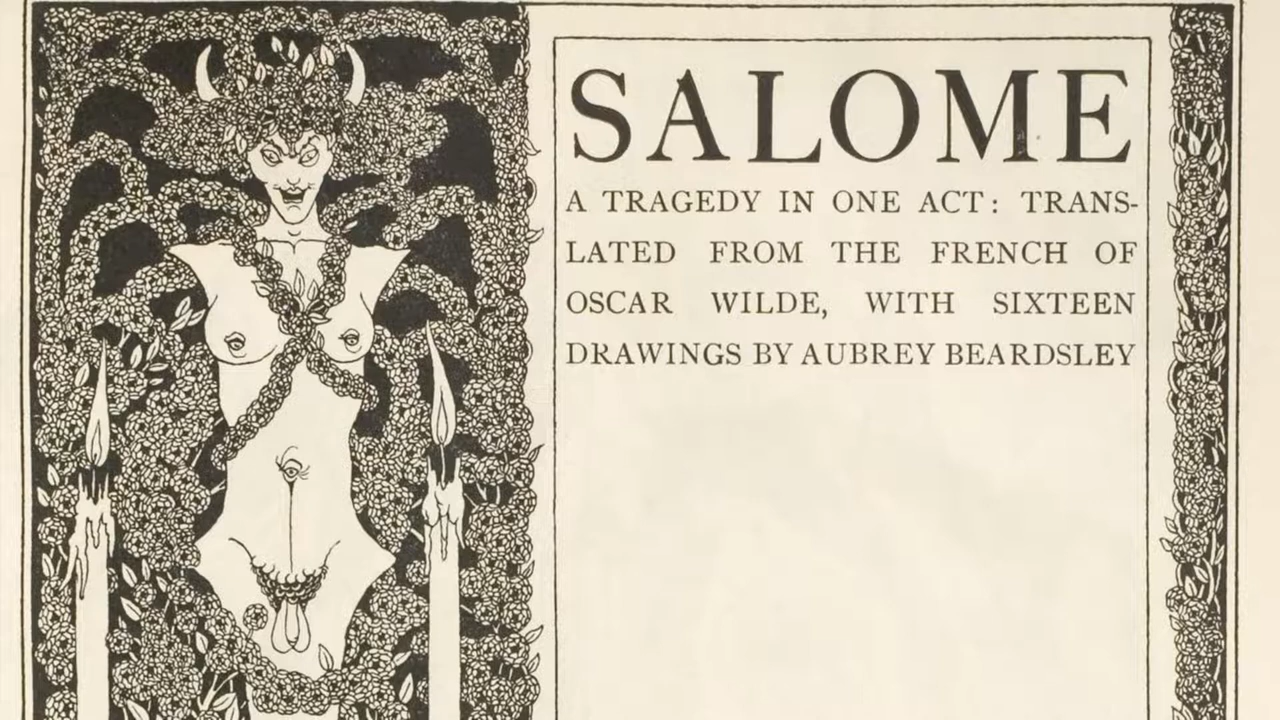 SALOME
A TRAGEDY IN ONE ACT: TRANS-
LATED FROM THE FRENCH OF
OSCAR WILDE, WITH SIXTEEN
DRAWINGS BY AUBREY BEARDSLEY